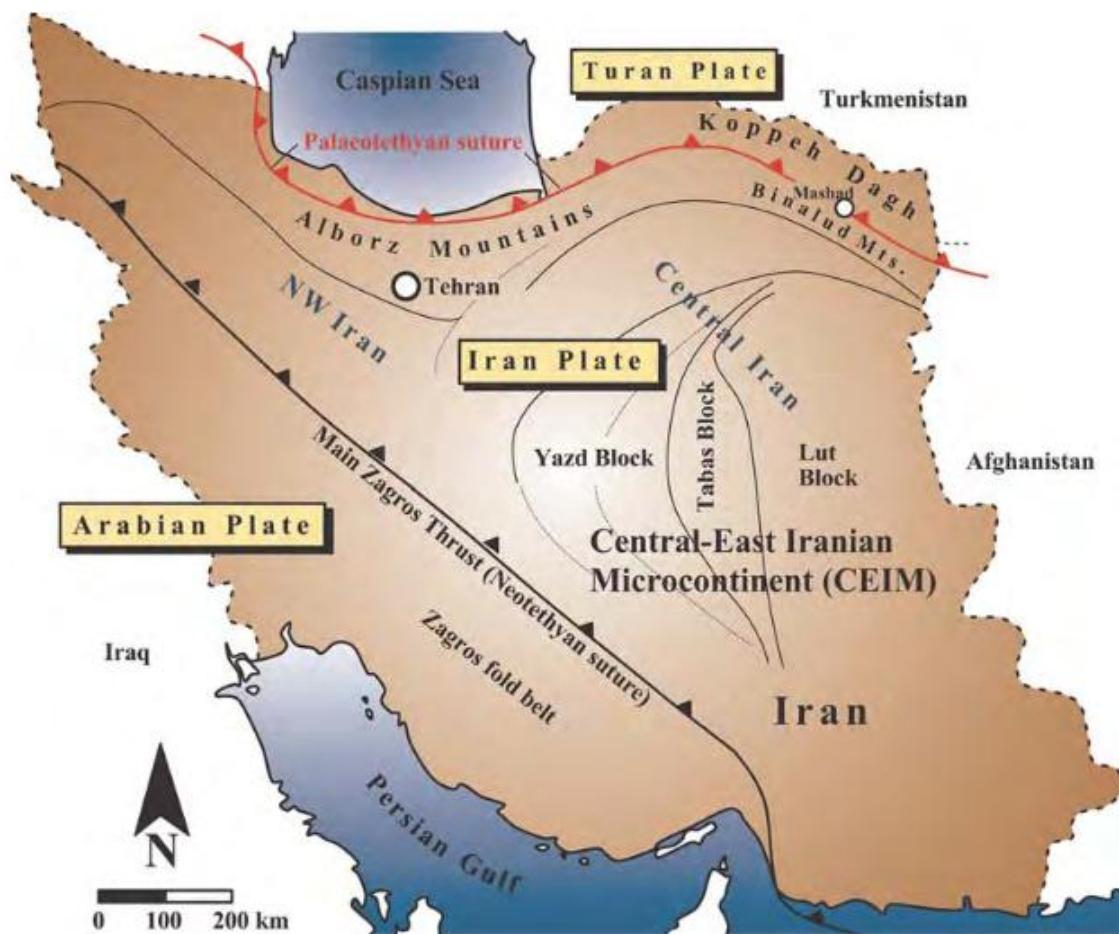 Turan Plate
Caspian Sea
Turkmenistan
Koppeh Dagh
Palaeotethyan suture
Mashad
Binalud Mts.
Alborz Mountains
Tehran
NW Iran
Central Iran
Iran Plate
Tabas Block
Yazd Block
Lut
Block
Afghanistan
Arabian Plate
Main Zagros Thrust (Neotethyan suture)
Central-East Iranian
Microcontinent (CEIM)
Zagros fold belt
Iraq
Iran
Persian Gulf
N
0 100 200 km